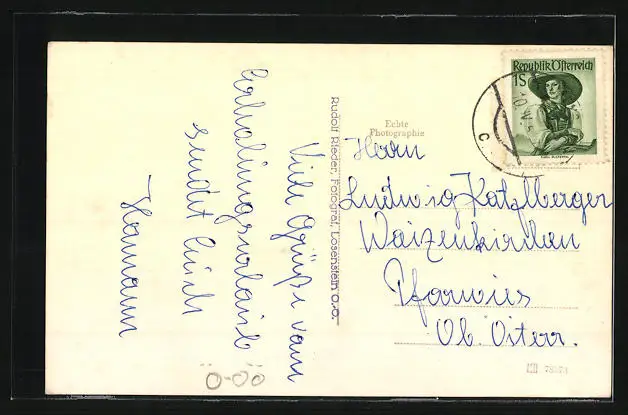 Viele Grüße vom
Erholungsurlaub
sendet Euch
Hermann
Rudolf Rieder, Fotograf, Losenstein o.ö.
Echte
Photographie
Republik Österreich
1S
Herrn
Ludwig Katzlberger
Waizenkirchen
Ob. Österr.